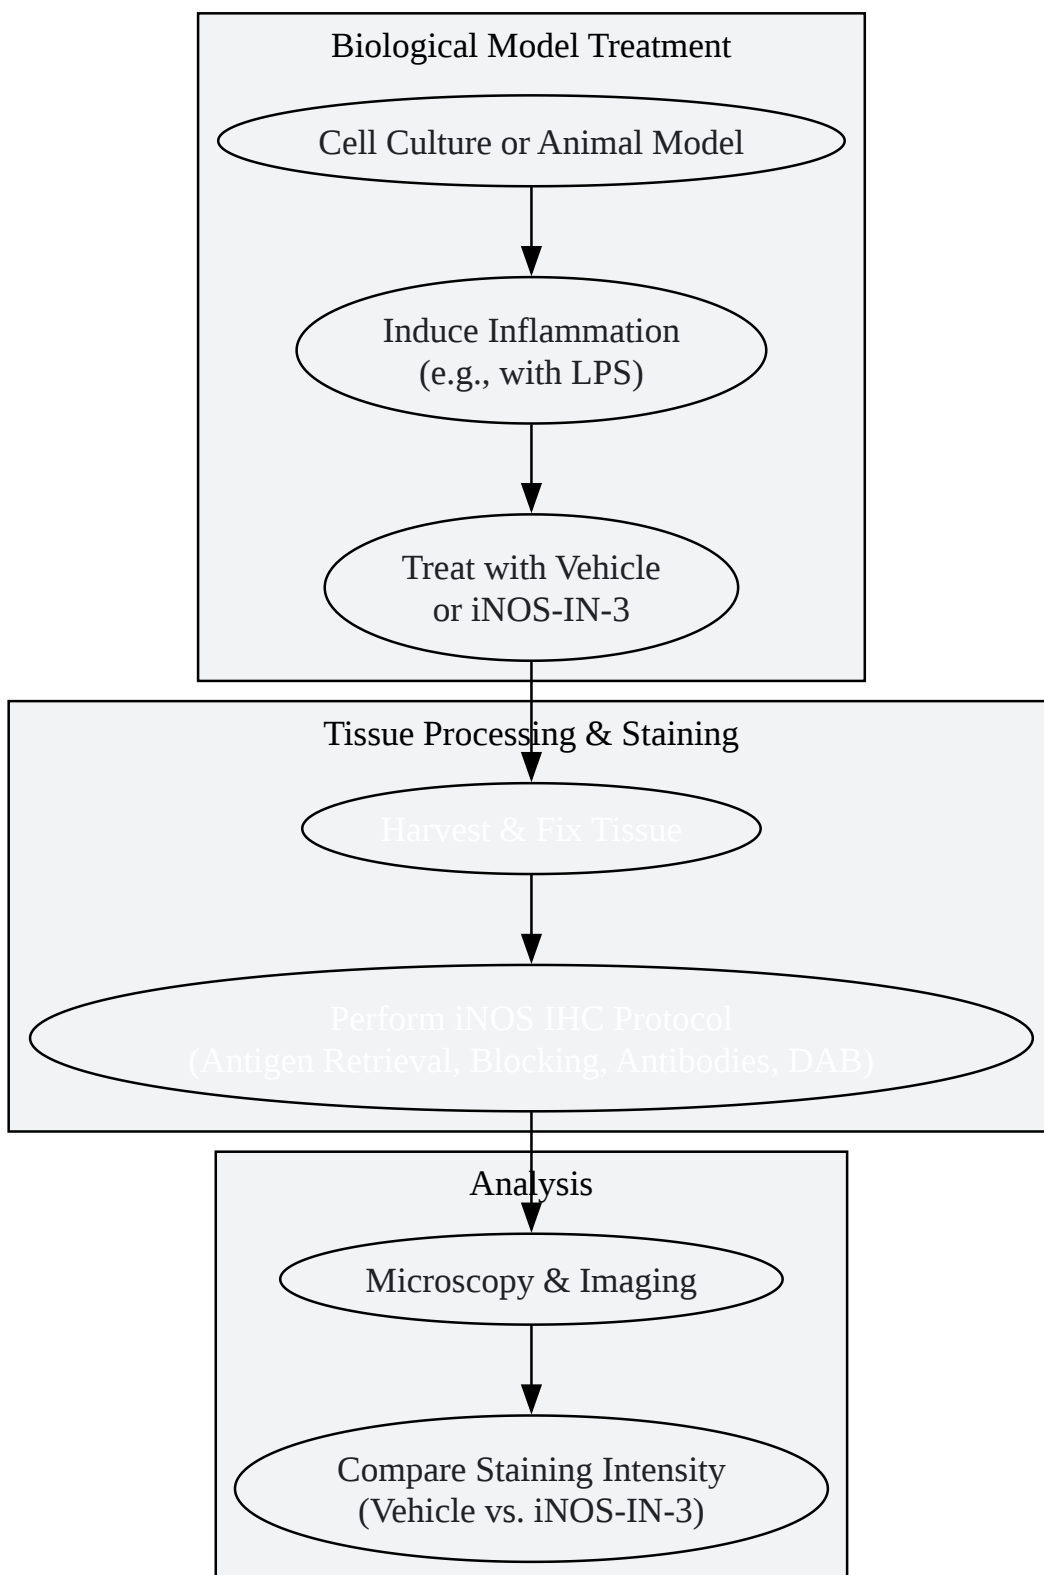 Biological Model Treatment
Cell Culture or Animal Model
Induce Inflammation
(e.g., with LPS)
Treat with Vehicle
or iNOS-IN-3
Tissue Processing & Staining
Harvest & Fix Tissue
Perform iNOS IHC Protocol
(Antigen Retrieval, Blocking, Antibodies, DAB)
Analysis
Microscopy & Imaging
Compare Staining Intensity
(Vehicle vs. iNOS-IN-3)